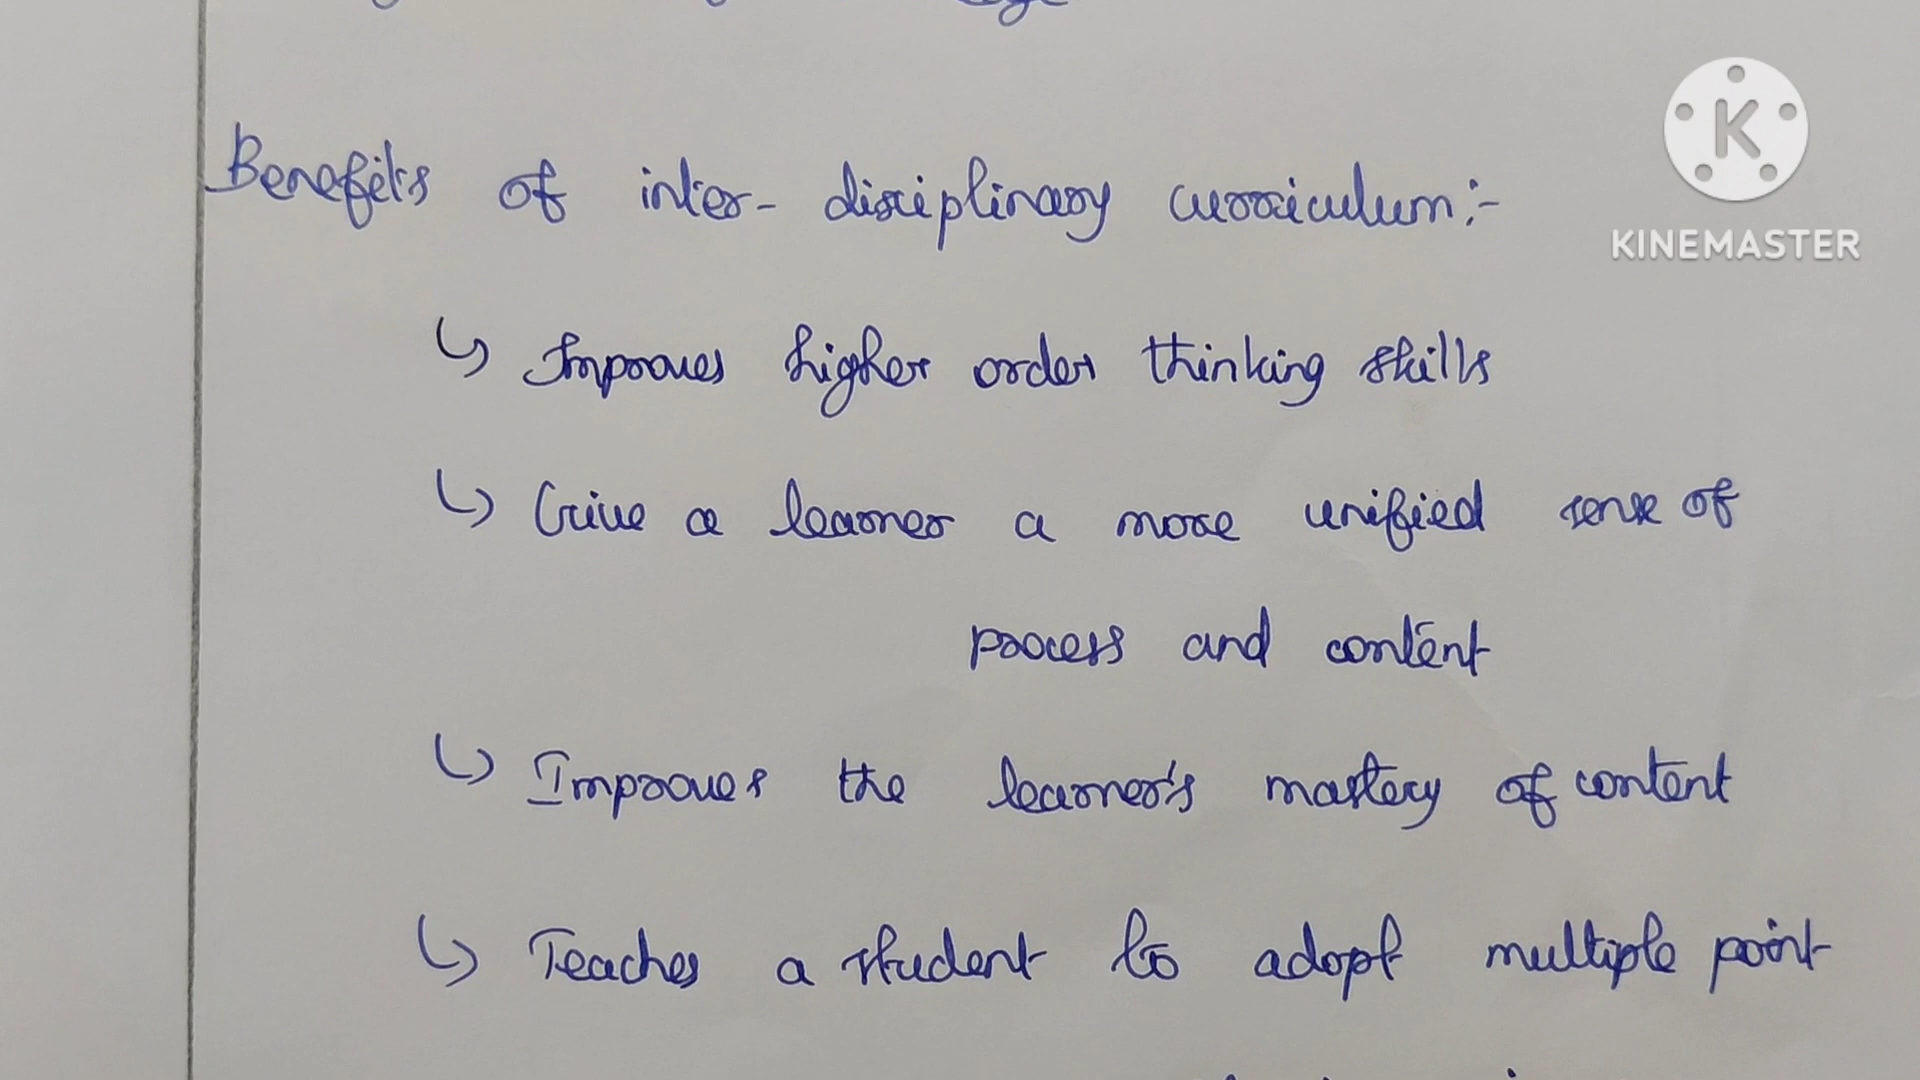 Benefits of inter- disciplinary curriculum:-
KINEMASTER
↳ Improves higher order thinking skills
↳ Give a learner a more unified sense of
process and content
↳ Improves the learner's mastery of content
↳ Teaches a student to adopt multiple point